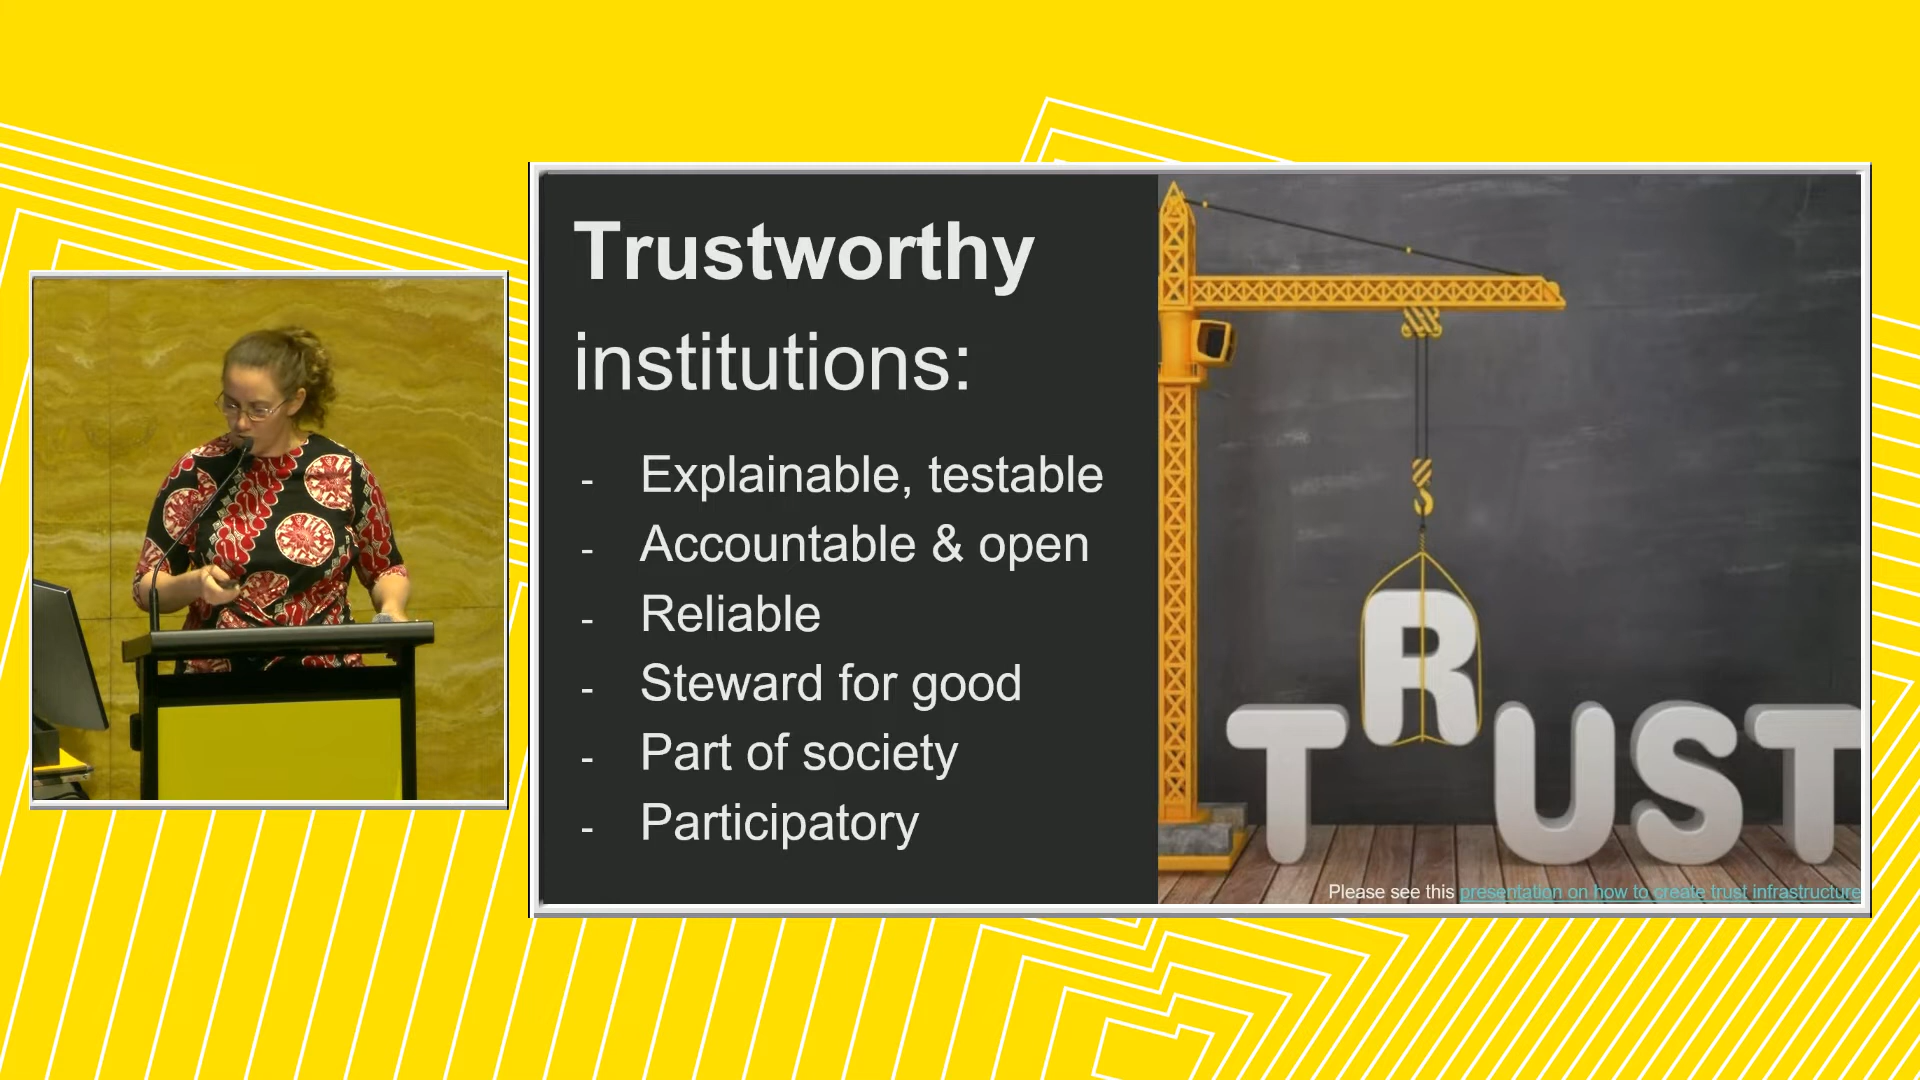 Trustworthy
institutions:
- Explainable, testable
- Accountable & open
- Reliable
- Steward for good
- Part of society
- Participatory
TRUST
Please see this presentation on how to create trust infrastructure